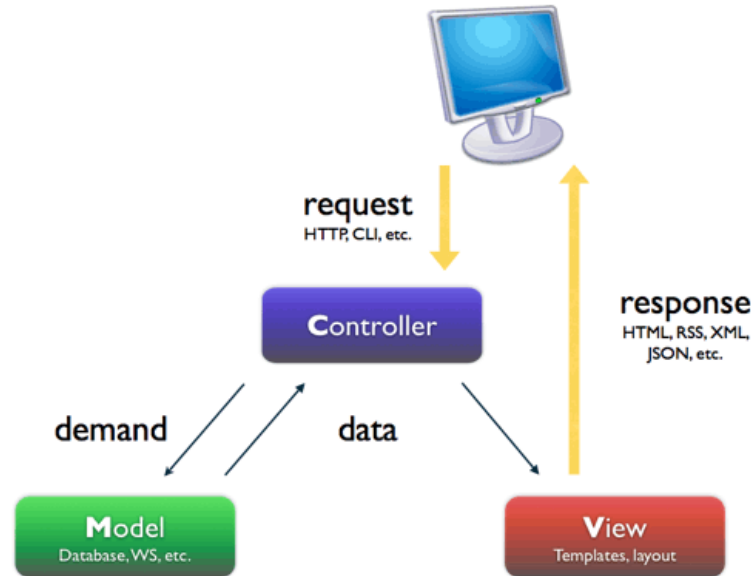 request
HTTP, CLI, etc.
Controller
response
HTML, RSS, XML,
JSON, etc.
demand
data
Model
Database, WS, etc.
View
Templates, layout